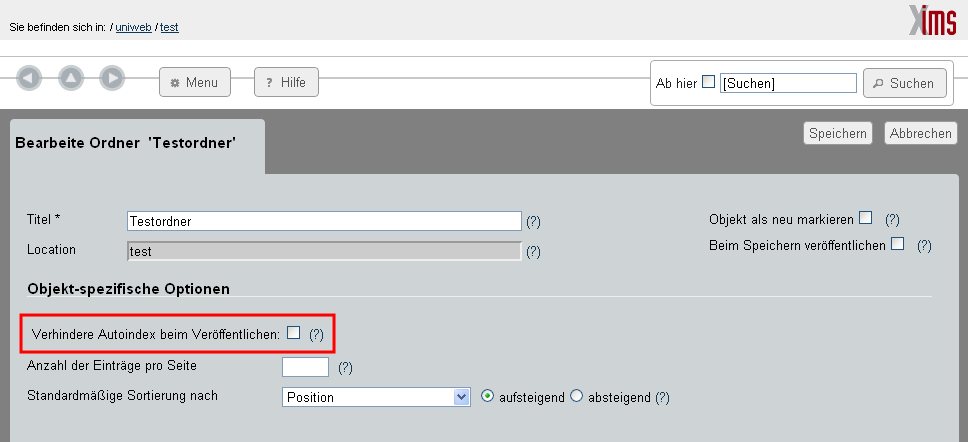 Sie befinden sich in: / uniweb / test
Xims
Menu
? Hilfe
Ab hier [Suchen] Suchen
Speichern Abbrechen
Bearbeite Ordner 'Testordner'
Titel * Testordner (?) Objekt als neu markieren (?)
Location test (?) Beim Speichern veröffentlichen (?)
Objekt-spezifische Optionen
Verhindere Autoindex beim Veröffentlichen: (?)
Anzahl der Einträge pro Seite (?)
Standardmäßige Sortierung nach Position aufsteigend absteigend (?)